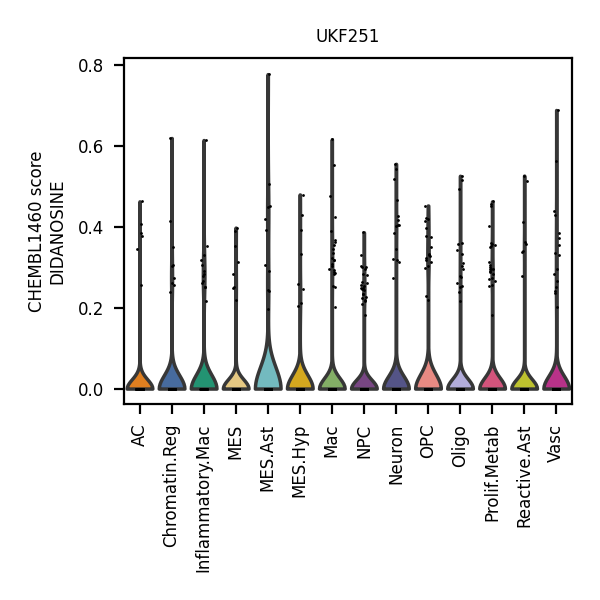 UKF251
CHEMBL1460 score
DIDANOSINE
0.8
0.6
0.4
0.2
0.0
AC
Chromatin.Reg
Inflammatory.Mac
MES
MES.Ast
MES.Hyp
Mac
NPC
Neuron
OPC
Oligo
Prolif.Metab
Reactive.Ast
Vasc